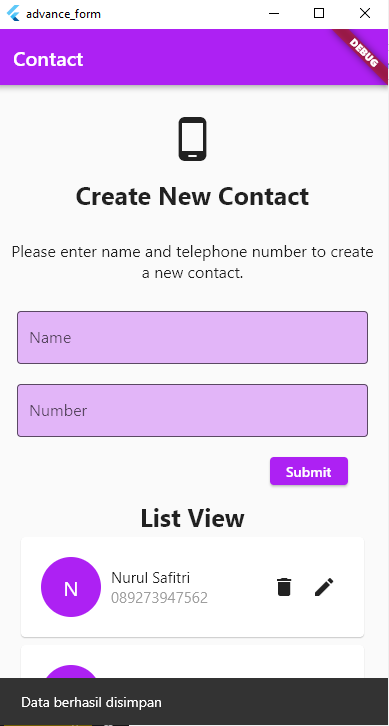 advance_form
Contact
DEBUG
Create New Contact
Please enter name and telephone number to create
a new contact.
Name
Number
Submit
List View
N
Nurul Safitri
089273947562
Data berhasil disimpan